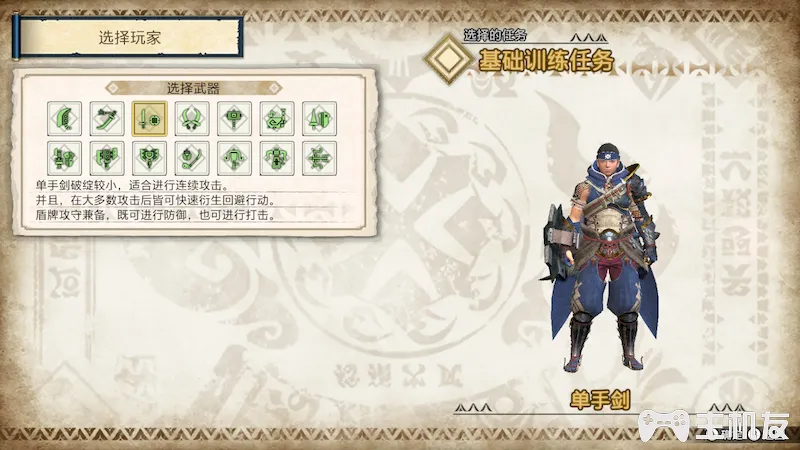 选择玩家
选择的任务
基础训练任务
选择武器
单手剑破绽较小，适合进行连续攻击。
并且，在大多数攻击后皆可快速衍生回避行动。
盾牌攻守兼备，既可进行防御，也可进行打击。
单手剑
主机友